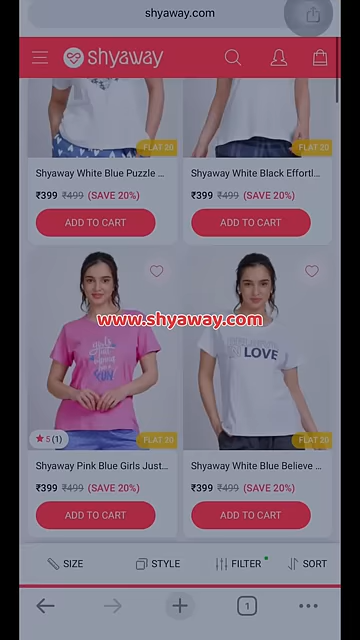 shyaway.com
shyaway
FLAT 20
FLAT 20
Shyaway White Blue Puzzle ...
Shyaway White Black Effortl...
₹399 ₹499 (SAVE 20%)
₹399 ₹499 (SAVE 20%)
ADD TO CART
ADD TO CART
www.shyaway.com
LOVE
★ 5 (1)
FLAT 20
FLAT 20
Shyaway Pink Blue Girls Just...
Shyaway White Blue Believe ...
₹399 ₹499 (SAVE 20%)
₹399 ₹499 (SAVE 20%)
ADD TO CART
ADD TO CART
SIZE
STYLE
FILTER
SORT
1